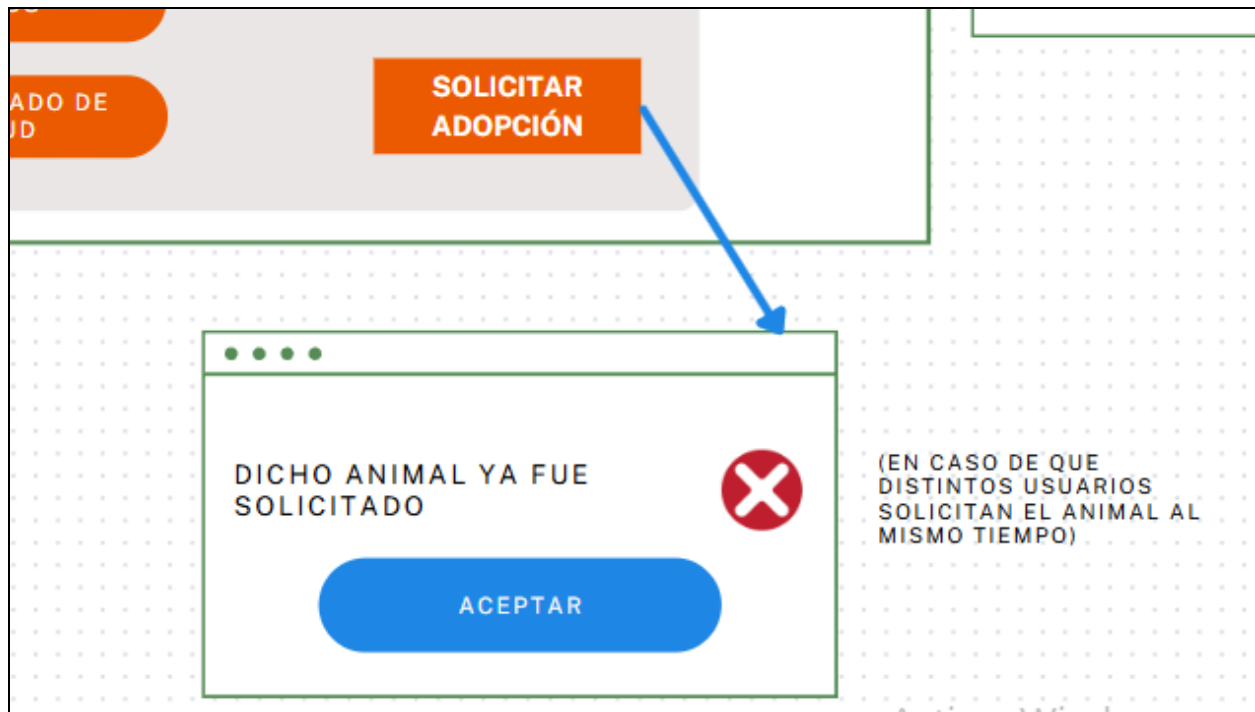 ADO DE
UD
SOLICITAR
ADOPCIÓN
DICHO ANIMAL YA FUE
SOLICITADO
(EN CASO DE QUE
DISTINTOS USUARIOS
SOLICITAN EL ANIMAL AL
MISMO TIEMPO)
ACEPTAR